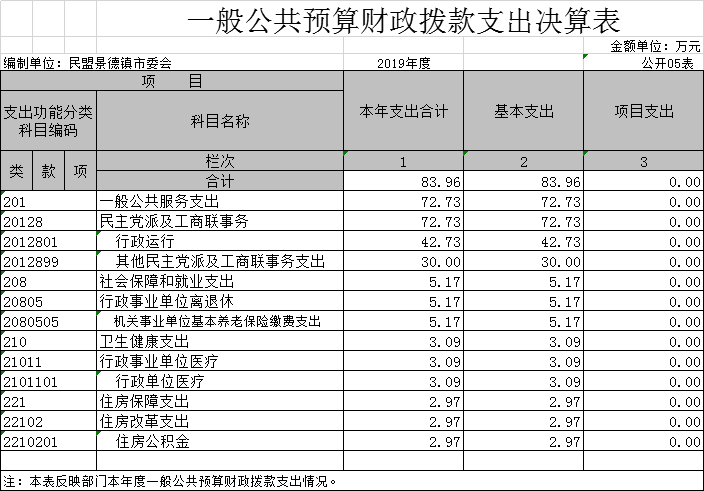 一般公共预算财政拨款支出决算表
金额单位：万元
编制单位：民盟景德镇市委会 2019年度 公开05表
项 目 本年支出合计 基本支出 项目支出
支出功能分类科目编码 科目名称
类 款 项 栏次 1 2 3
合计 83.96 83.96 0.00
201 一般公共服务支出 72.73 72.73 0.00
20128 民主党派及工商联事务 72.73 72.73 0.00
2012801 行政运行 42.73 42.73 0.00
2012899 其他民主党派及工商联事务支出 30.00 30.00 0.00
208 社会保障和就业支出 5.17 5.17 0.00
20805 行政事业单位离退休 5.17 5.17 0.00
2080505 机关事业单位基本养老保险缴费支出 5.17 5.17 0.00
210 卫生健康支出 3.09 3.09 0.00
21011 行政事业单位医疗 3.09 3.09 0.00
2101101 行政单位医疗 3.09 3.09 0.00
221 住房保障支出 2.97 2.97 0.00
22102 住房改革支出 2.97 2.97 0.00
2210201 住房公积金 2.97 2.97 0.00
注：本表反映部门本年度一般公共预算财政拨款支出情况。